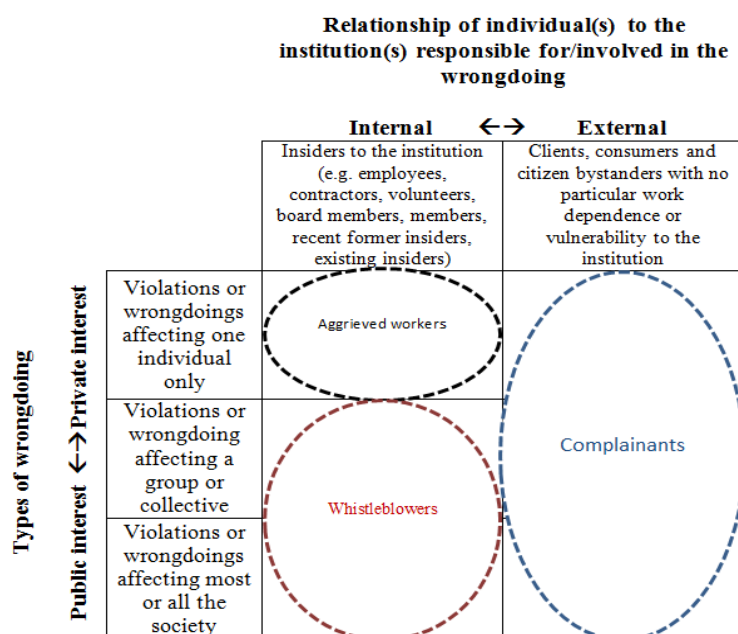 Relationship of individual(s) to the
institution(s) responsible for/involved in the
wrongdoing
Internal ←→ External
Insiders to the institution
(e.g. employees,
contractors, volunteers,
board members, members,
recent former insiders,
existing insiders)
Clients, consumers and
citizen bystanders with no
particular work
dependence or
vulnerability to the
institution
Types of wrongdoing
Public interest ←→ Private interest
Violations or
wrongdoings
affecting one
individual
only
Aggrieved workers
Violations or
wrongdoing
affecting a
group or
collective
Complainants
Whistleblowers
Violations or
wrongdoings
affecting most
or all the
society